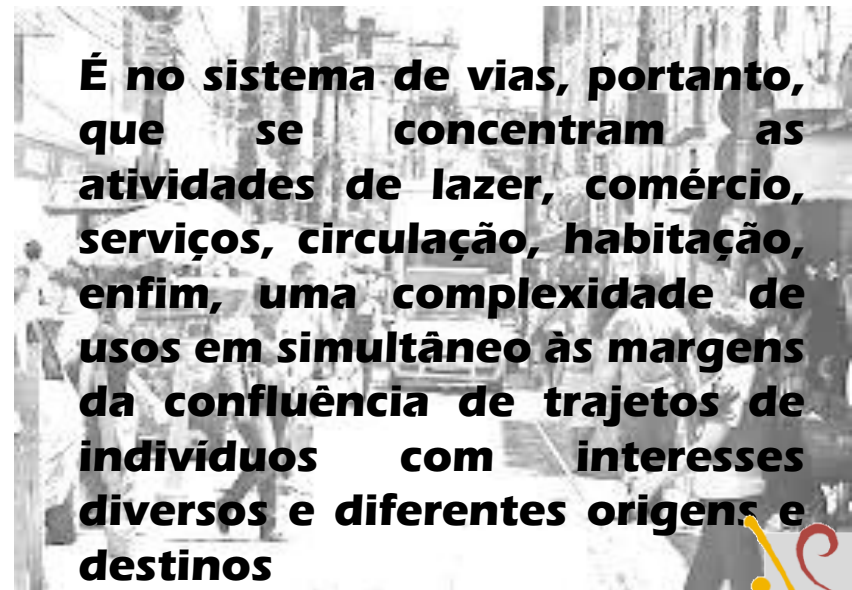 É no sistema de vias, portanto,
que se concentram as
atividades de lazer, comércio,
serviços, circulação, habitação,
enfim, uma complexidade de
usos em simultâneo às margens
da confluência de trajetos de
indivíduos com interesses
diversos e diferentes origens e
destinos